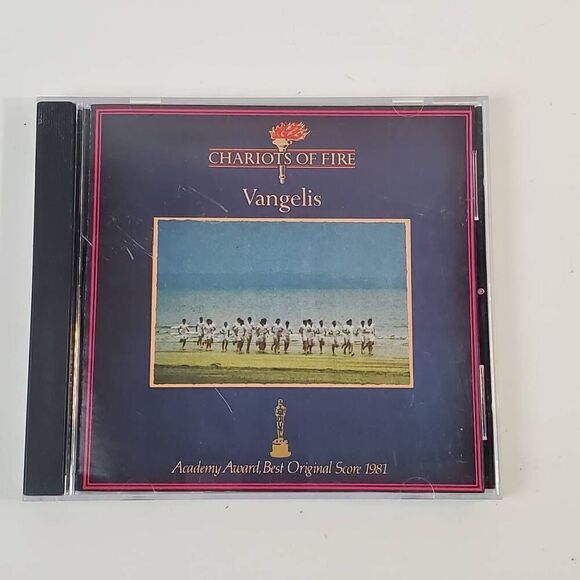 CHARIOTS OF FIRE
Vangelis
Academy Award, Best Original Score 1981